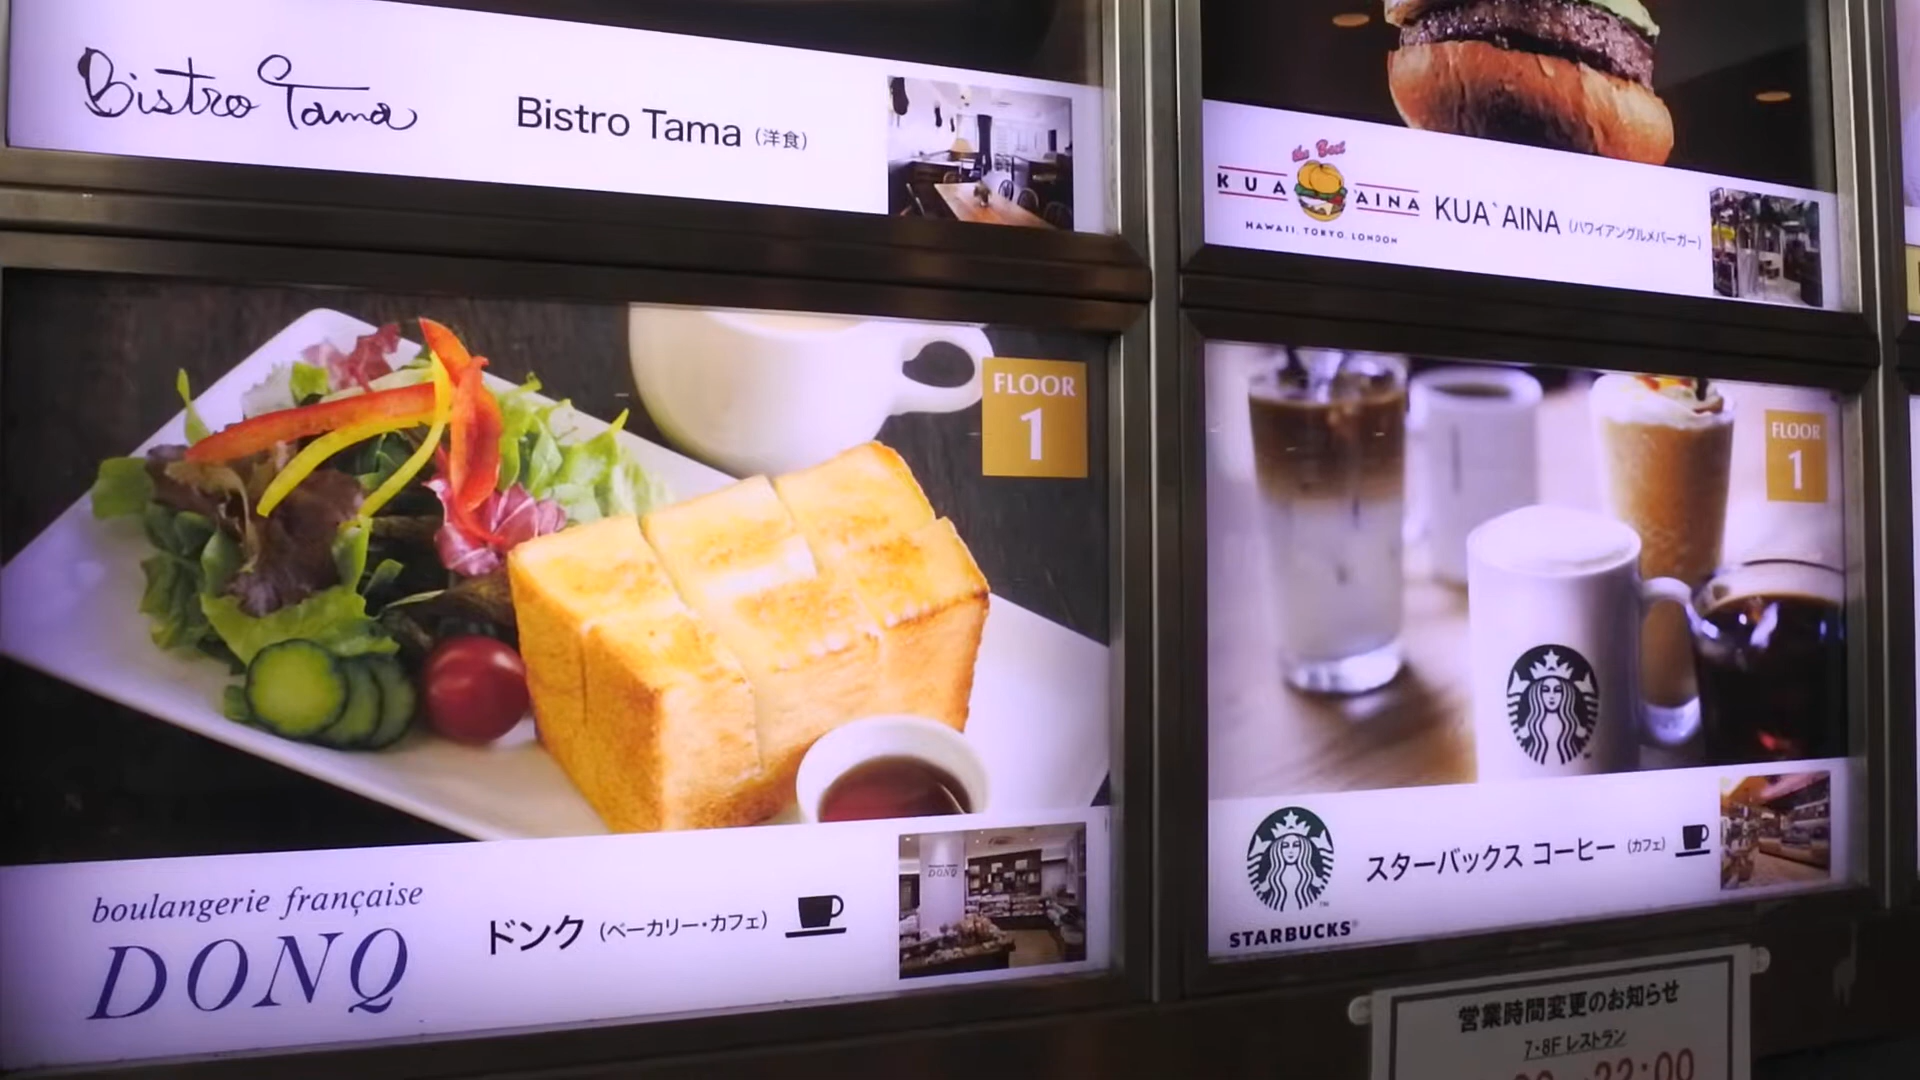 Bistro Tama
Bistro Tama (洋食)
the Best
KUA 'AINA
HAWAII. TOKYO. LONDON
KUA`AINA (ハワイアングルメバーガー)
FLOOR
1
boulangerie française
DONQ
ドンク (ベーカリー・カフェ)
DONQ
FLOOR
1
STARBUCKS®
スターバックス コーヒー (カフェ)
営業時間変更のお知らせ
7・8F レストラン
22:00